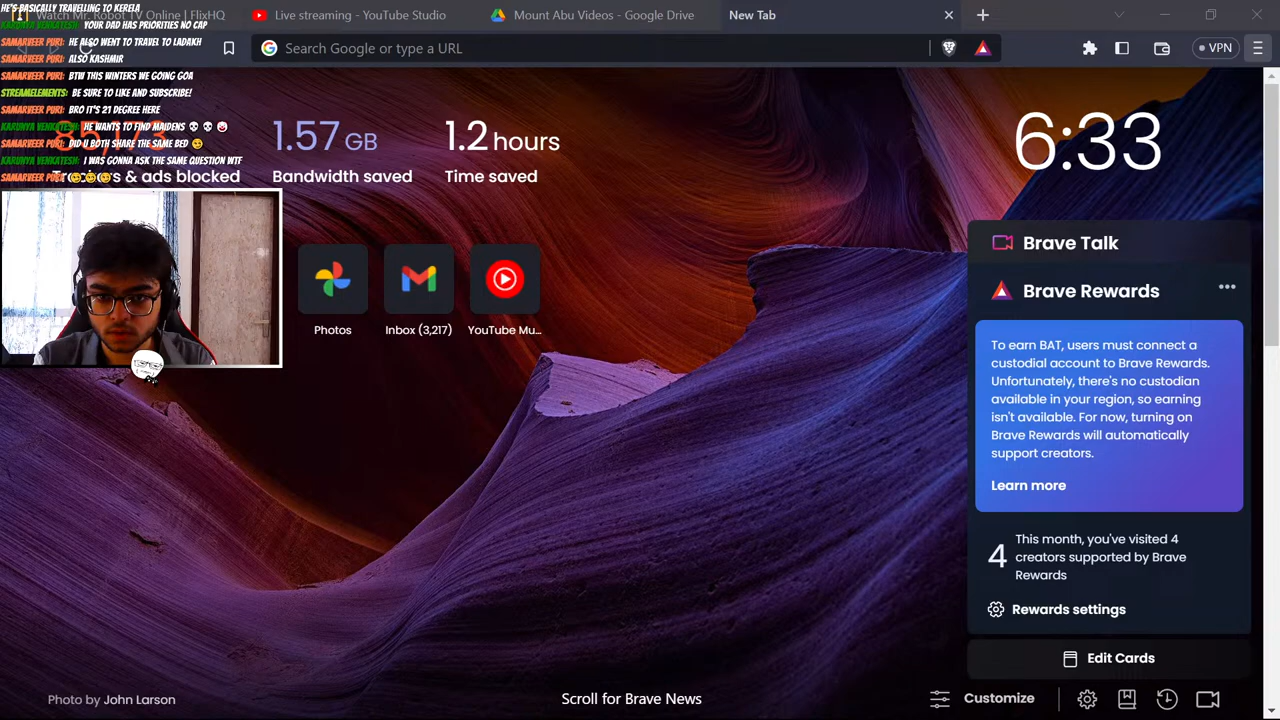 HE'S BASICALLY TRAVELLING TO KERELA
KARUNYA VENKATESH: YOUR DAD HAS PRIORITIES NO CAP
SAMARVEER PURI: HE ALSO WENT TO TRAVEL TO LADAKH
SAMARVEER PURI: ALSO KASHMIR
SAMARVEER PURI: BTW THIS WINTERS WE GOING GOA
STREAMELEMENTS: BE SURE TO LIKE AND SUBSCRIBE!
SAMARVEER PURI: BRO IT'S 21 DEGREE HERE
KARUNYA VENKATESH: HE WANTS TO FIND MAIDENS 💀 💀 🤡
SAMARVEER PURI: DID U BOTH SHARE THE SAME BED 😏
KARUNYA VENKATESH: I WAS GONNA ASK THE SAME QUESTION WTF
SAMARVEER PURI: 😏😏😏
Watch Mr. Robot TV Online | FlixHQ
Live streaming - YouTube Studio
Mount Abu Videos - Google Drive
New Tab
Search Google or type a URL
VPN
85,173
Trackers & ads blocked
1.57 GB
Bandwidth saved
1.2 hours
Time saved
6:33
Photos
Inbox (3,217)
YouTube Mu...
Brave Talk
Brave Rewards
To earn BAT, users must connect a
custodial account to Brave Rewards.
Unfortunately, there's no custodian
available in your region, so earning
isn't available. For now, turning on
Brave Rewards will automatically
support creators.
Learn more
4
This month, you've visited 4
creators supported by Brave
Rewards
Rewards settings
Edit Cards
Photo by John Larson
Scroll for Brave News
Customize